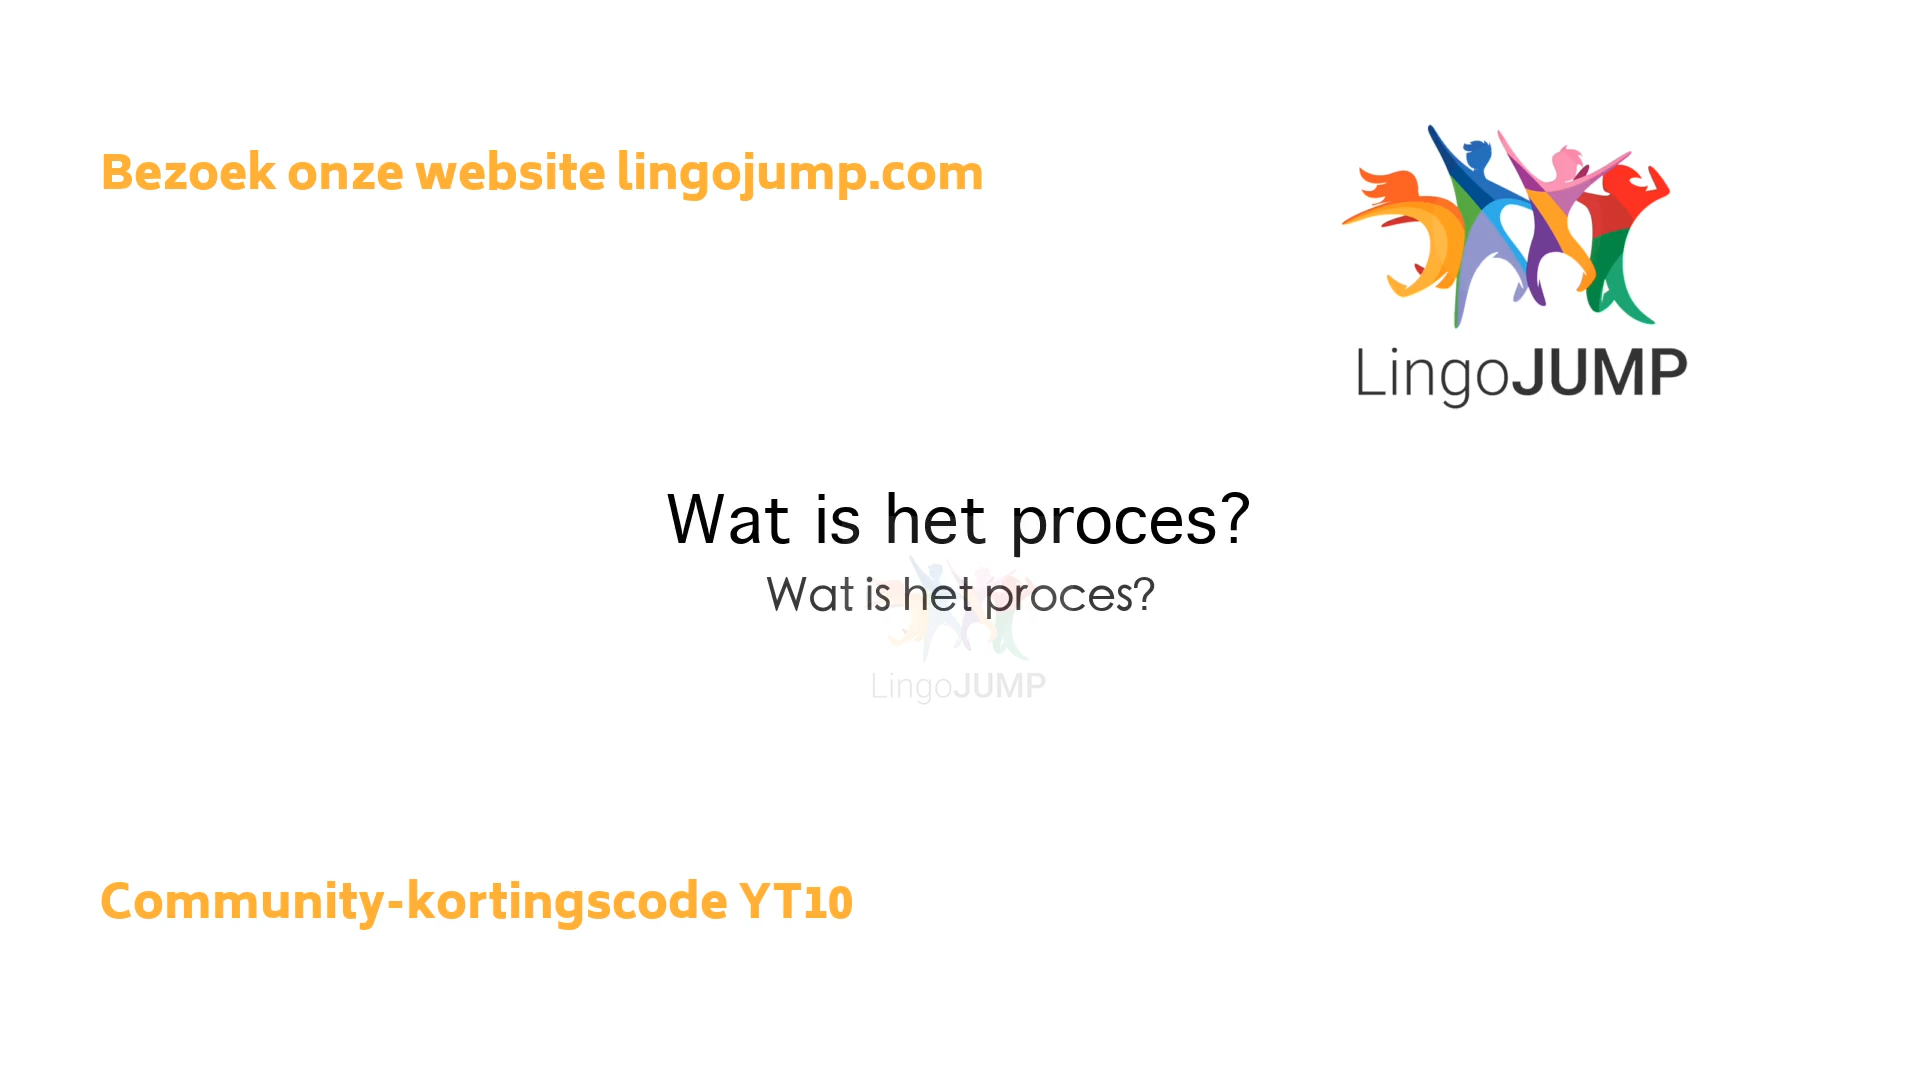 Bezoek onze website lingojump.com
LingoJUMP
Wat is het proces?
Wat is het proces?
LingoJUMP
Community-kortingscode YT10